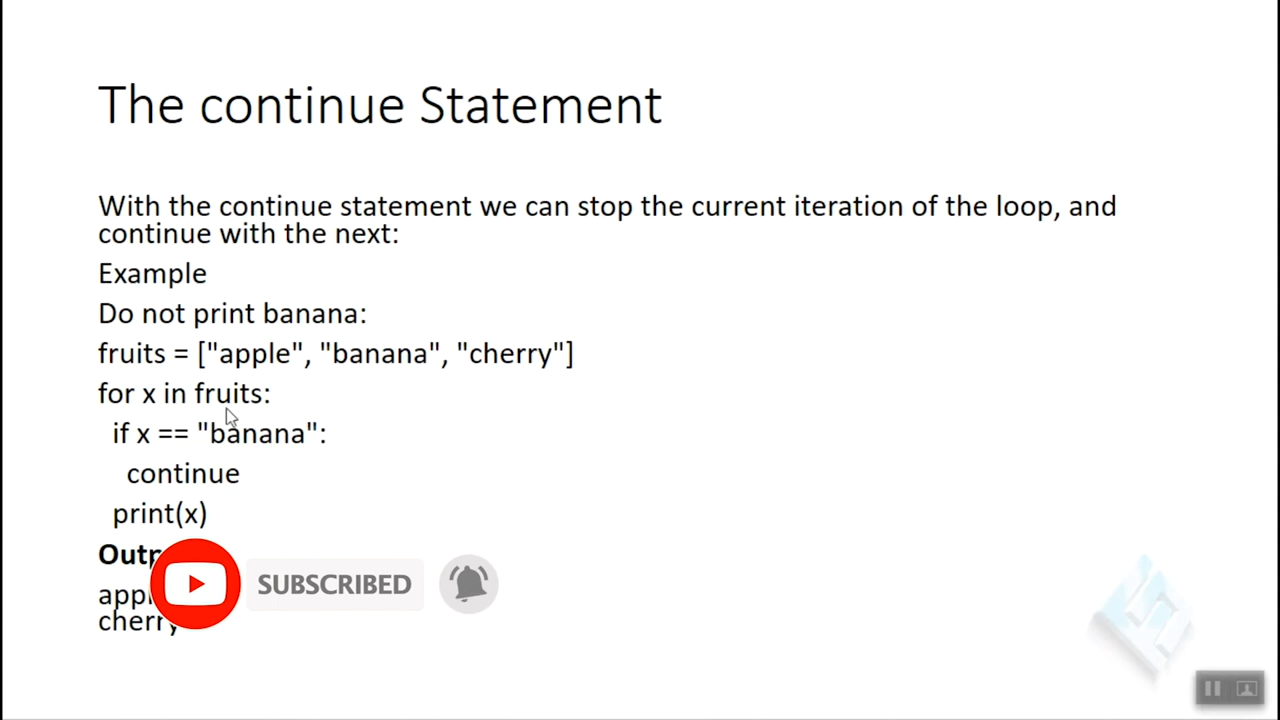 The continue Statement
With the continue statement we can stop the current iteration of the loop, and
continue with the next:
Example
Do not print banana:
fruits = ["apple", "banana", "cherry"]
for x in fruits:
if x == "banana":
continue
print(x)
SUBSCRIBED
cherry